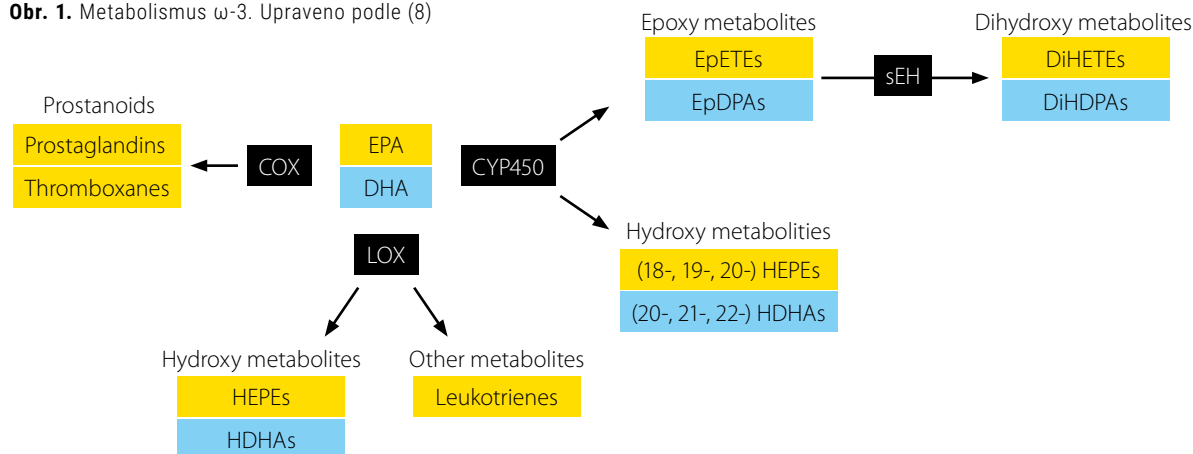 Obr. 1. Metabolismus ω-3. Upraveno podle (8)
Epoxy metabolites
EpETEs
EpDPAs
sEH
Dihydroxy metabolites
DiHETEs
DiHDPAs
Prostanoids
Prostaglandins
Thromboxanes
COX
EPA
DHA
CYP450
LOX
Hydroxy metabolities
(18-, 19-, 20-) HEPEs
(20-, 21-, 22-) HDHAs
Hydroxy metabolites
HEPEs
HDHAs
Other metabolites
Leukotrienes